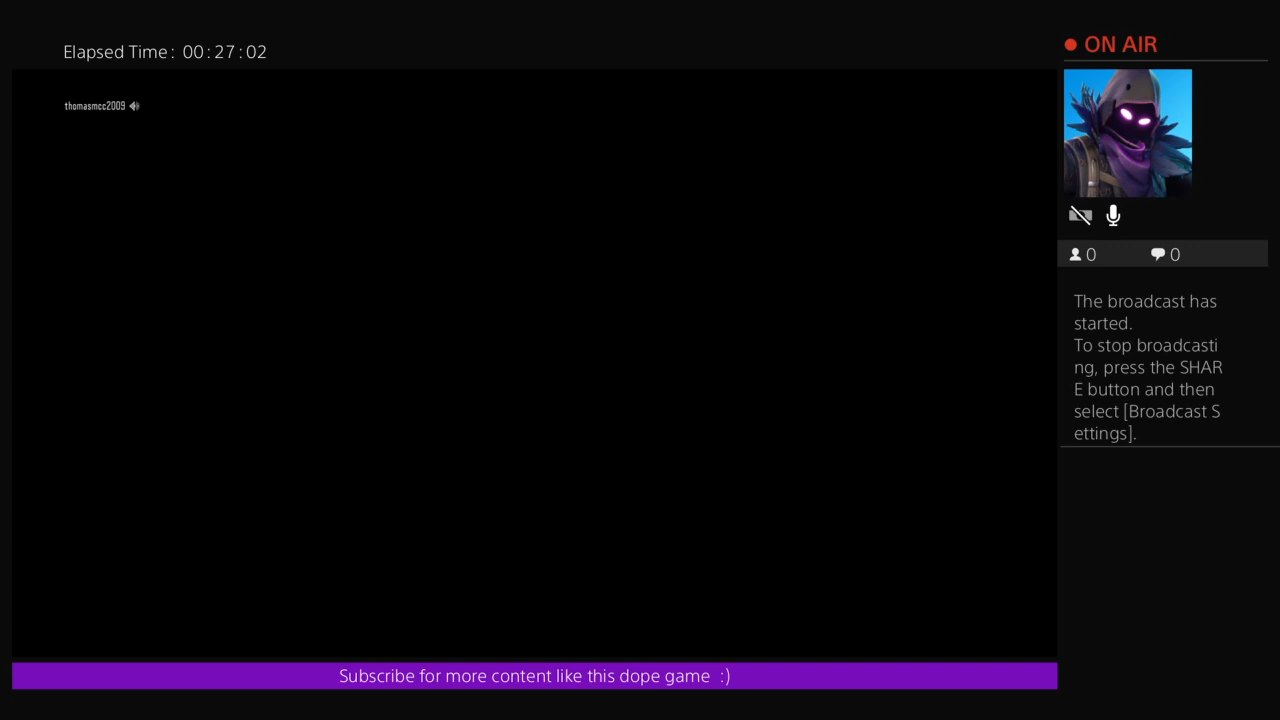 Elapsed Time: 00:27:02
ON AIR
thomasmcc2009
0 0
The broadcast has
started.
To stop broadcasti
ng, press the SHAR
E button and then
select [Broadcast S
ettings].
Subscribe for more content like this dope game :)